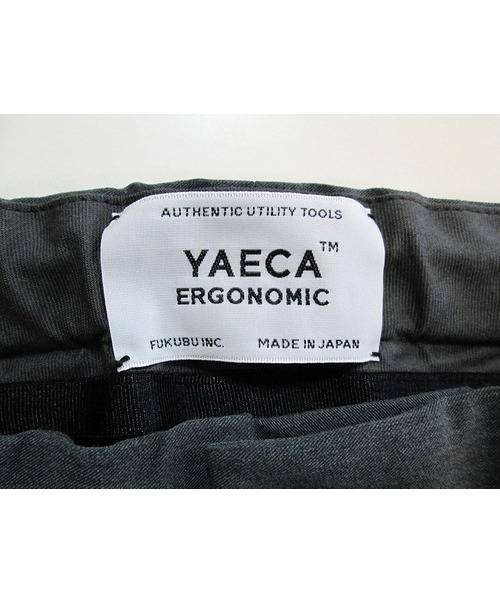 AUTHENTIC UTILITY TOOLS
YAECA™
ERGONOMIC
FUKUBU INC. MADE IN JAPAN